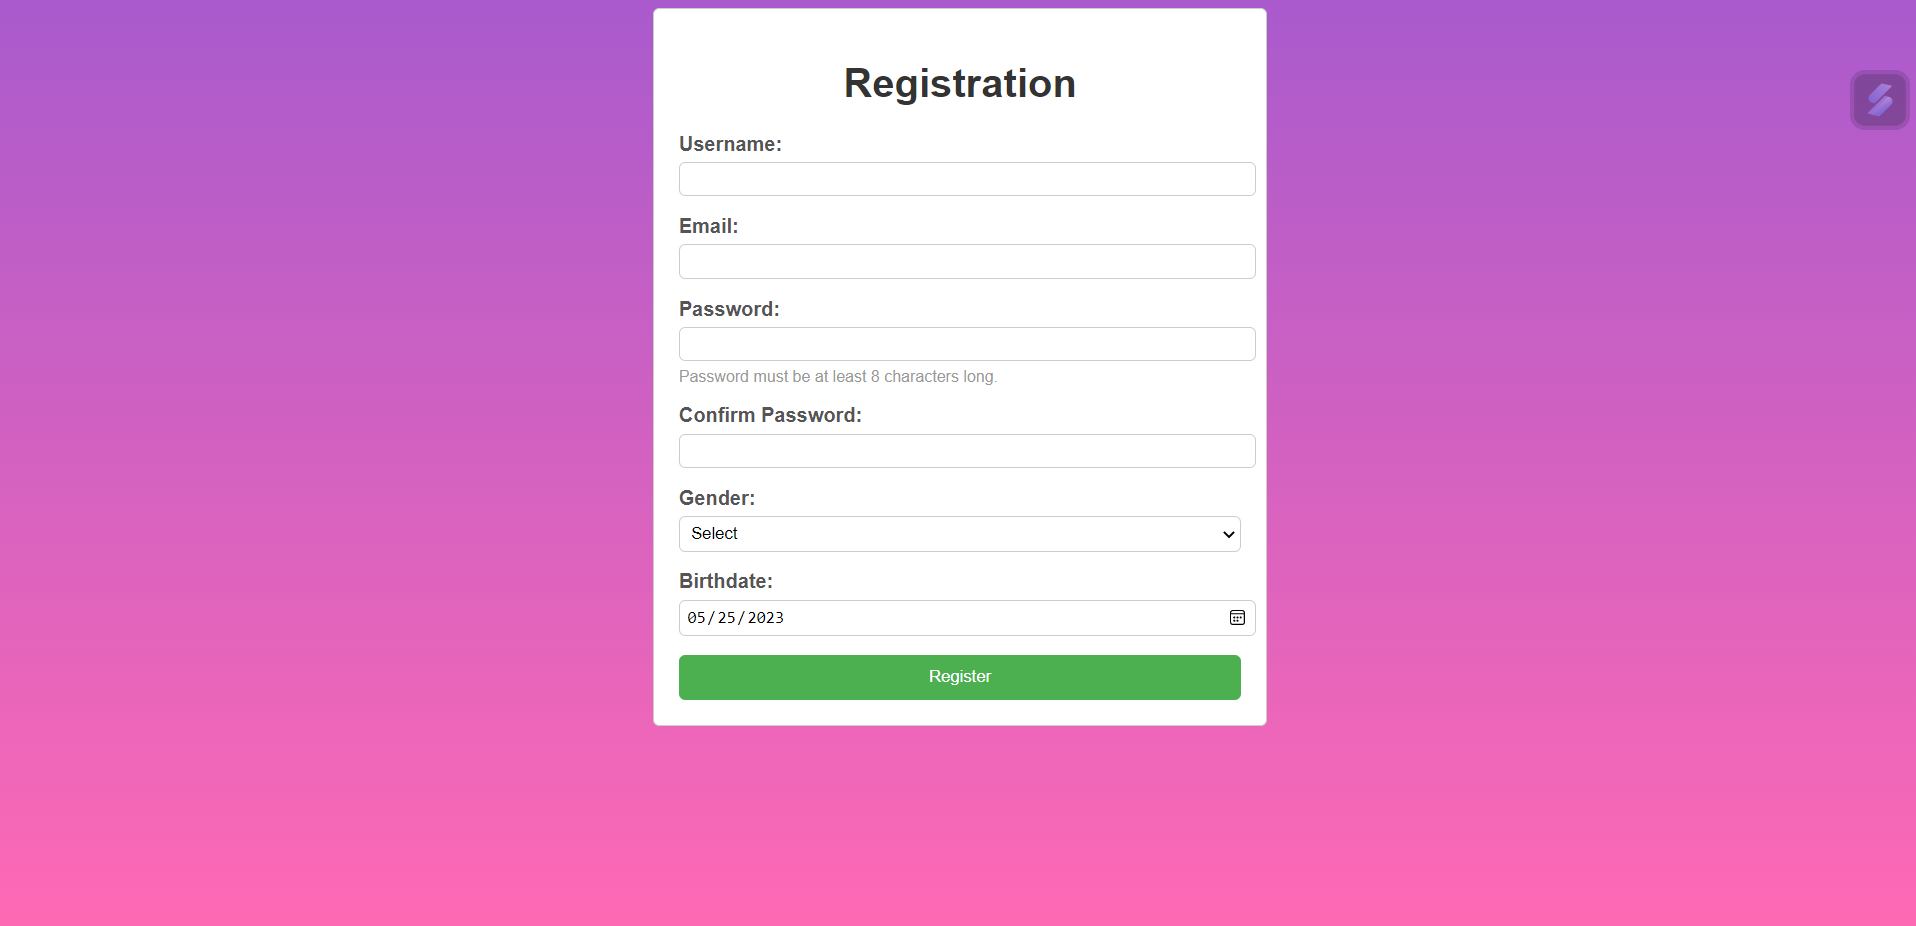 Registration
Username:
Email:
Password:
Password must be at least 8 characters long.
Confirm Password:
Gender:
Select
Birthdate:
05/25/2023
Register